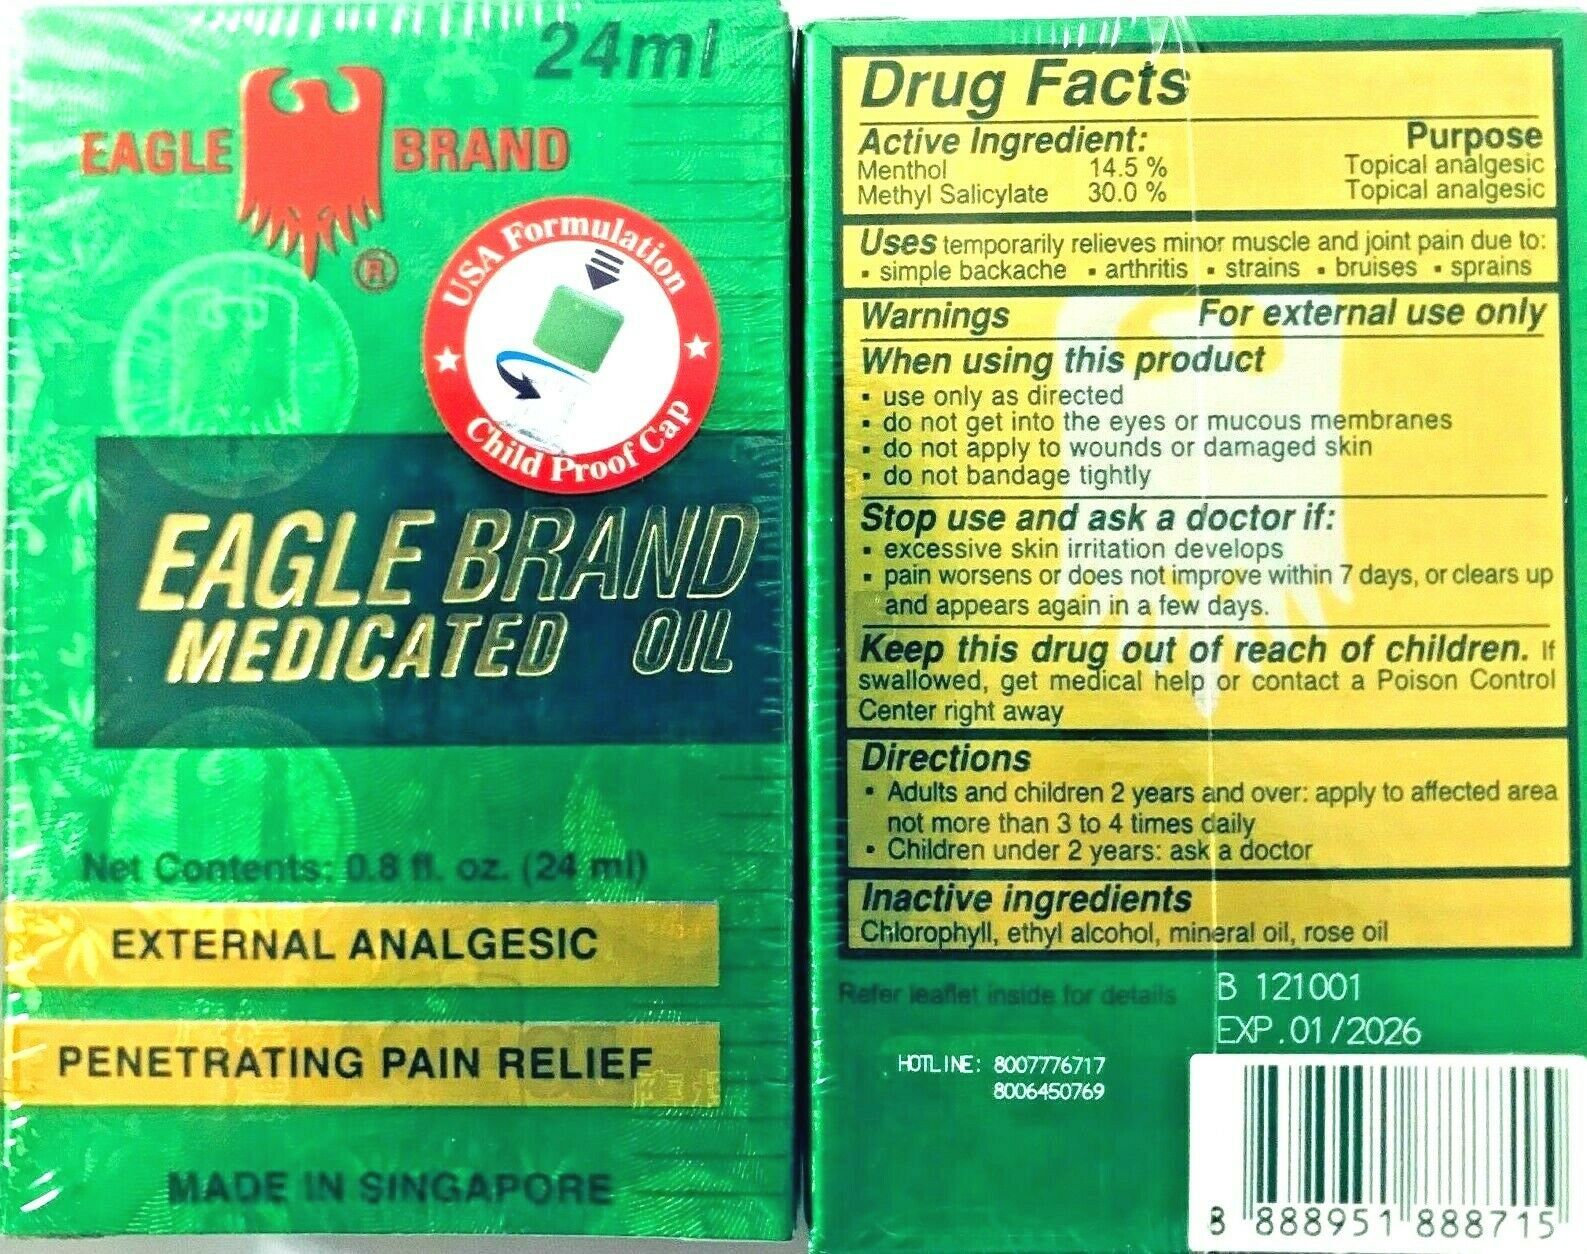 24ml
EAGLE BRAND
®
USA Formulation
Child Proof Cap
EAGLE BRAND
MEDICATED OIL
Net Contents: 0.8 fl. oz. (24 ml)
EXTERNAL ANALGESIC
PENETRATING PAIN RELIEF
MADE IN SINGAPORE
Drug Facts
Active Ingredient: Purpose
Menthol 14.5 % Topical analgesic
Methyl Salicylate 30.0 % Topical analgesic
Uses temporarily relieves minor muscle and joint pain due to:
▪ simple backache ▪ arthritis ▪ strains ▪ bruises ▪ sprains
Warnings For external use only
When using this product
▪ use only as directed
▪ do not get into the eyes or mucous membranes
▪ do not apply to wounds or damaged skin
▪ do not bandage tightly
Stop use and ask a doctor if:
▪ excessive skin irritation develops
▪ pain worsens or does not improve within 7 days, or clears up
and appears again in a few days.
Keep this drug out of reach of children. If
swallowed, get medical help or contact a Poison Control
Center right away
Directions
• Adults and children 2 years and over: apply to affected area
not more than 3 to 4 times daily
• Children under 2 years: ask a doctor
Inactive ingredients
Chlorophyll, ethyl alcohol, mineral oil, rose oil
Refer leaflet inside for details
B 121001
EXP.01/2026
HOTLINE: 8007776717
8006450769
8 888951 888715